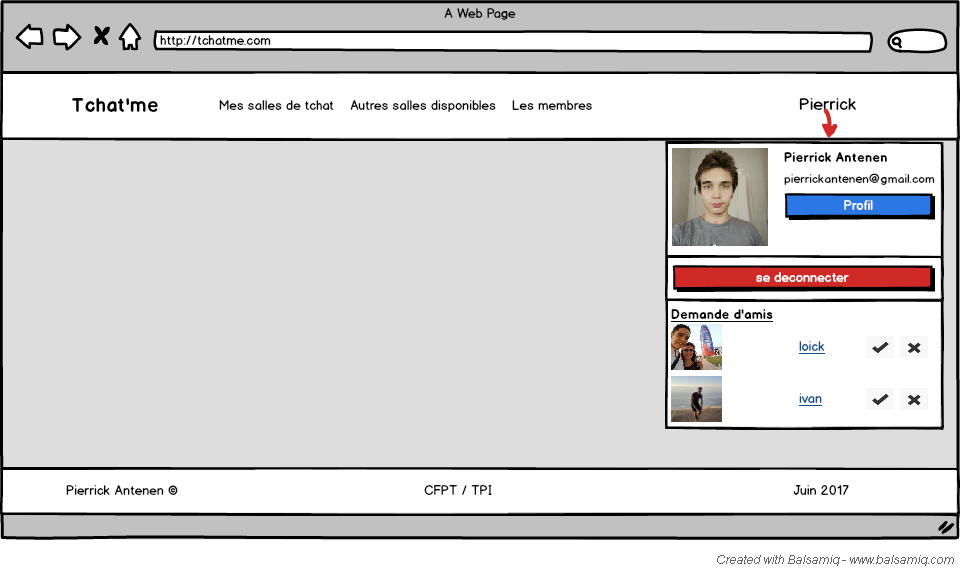 A Web Page
http://tchatme.com
Tchat'me
Mes salles de tchat
Autres salles disponibles
Les membres
Pierrick
Pierrick Antenen
pierrickantenen@gmail.com
Profil
se deconnecter
Demande d'amis
loick
ivan
Pierrick Antenen ©
CFPT / TPI
Juin 2017
Created with Balsamiq - www.balsamiq.com